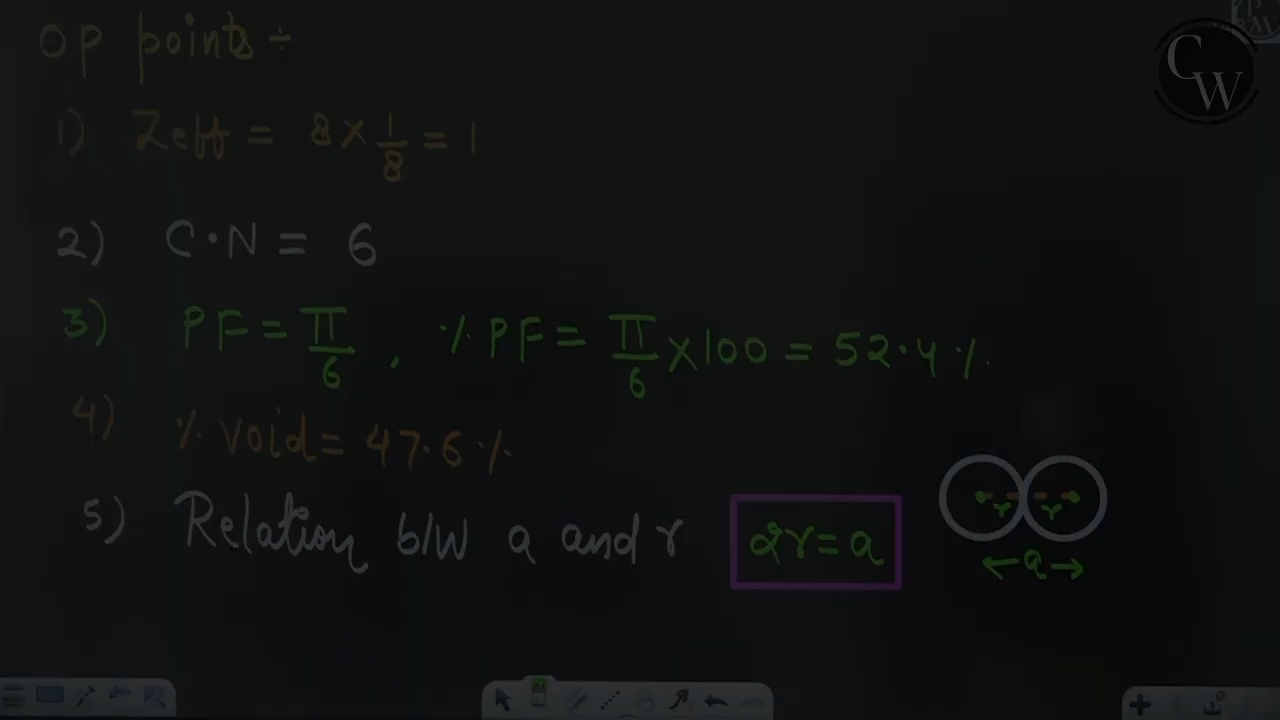 OP points ÷
1) Zeff = 8 × 1/8 = 1
2) C·N = 6
3) PF = π/6 , % PF = π/6 × 100 = 52.4 %
4) % void = 47.6 %
5) Relation b/w a and r 2r = a
r r
a
CW